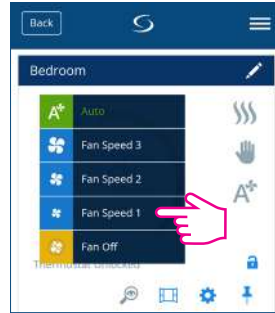 Back
Bedroom
A+ Auto
Fan Speed 3
Fan Speed 2
A+
Fan Speed 1
Fan Off
Thermostat Unlocked